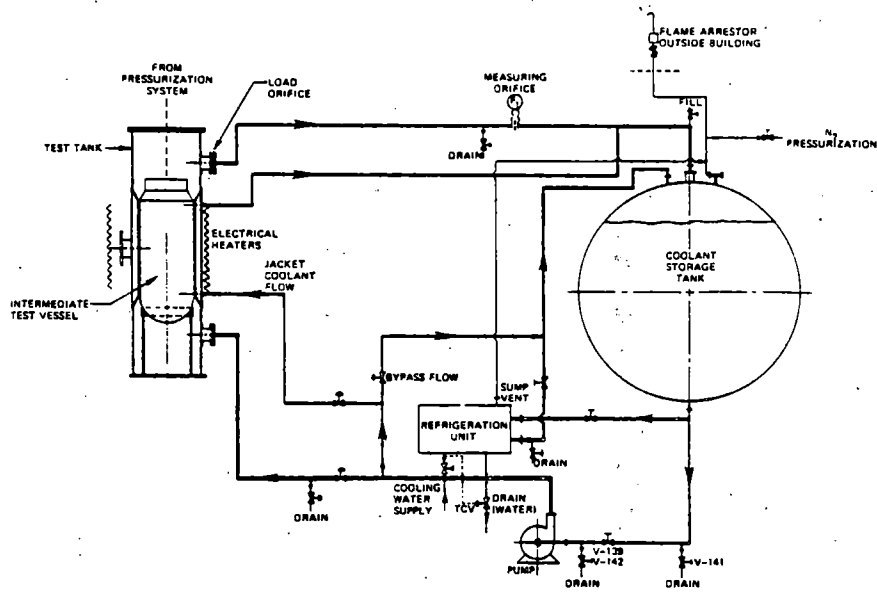 FLAME ARRESTOR
OUTSIDE BUILDING
FROM
PRESSURIZATION
SYSTEM
LOAD
ORIFICE
MEASURING
ORIFICE
FILL
N2
PRESSURIZATION
TEST TANK
DRAIN
ELECTRICAL
HEATERS
JACKET
COOLANT
FLOW
COOLANT
STORAGE
TANK
INTERMEDIATE
TEST VESSEL
BYPASS FLOW
SUMP
VENT
REFRIGERATION
UNIT
DRAIN
COOLING
WATER
SUPPLY
TCV
DRAIN
(WATER)
DRAIN
PUMP
V-139
V-142
DRAIN
V-141
DRAIN